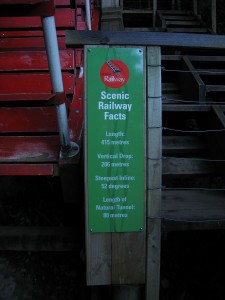 Railway
Scenic
Railway
Facts
Length:
415 metres
Vertical Drop:
206 metres
Steepest Incline:
52 degrees
Length of
Natural Tunnel:
80 metres